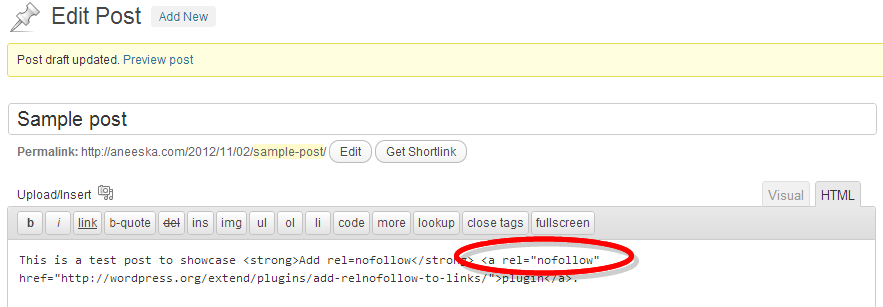 Edit Post Add New
Post draft updated. Preview post
Sample post
Permalink: http://aneeska.com/2012/11/02/sample-post/ Edit Get Shortlink
Upload/Insert Visual HTML
b i link b-quote del ins img ul ol li code more lookup close tags fullscreen
This is a test post to showcase <strong>Add rel=nofollow</strong> <a rel="nofollow"
href="http://wordpress.org/extend/plugins/add-relnofollow-to-links/">plugin</a>.